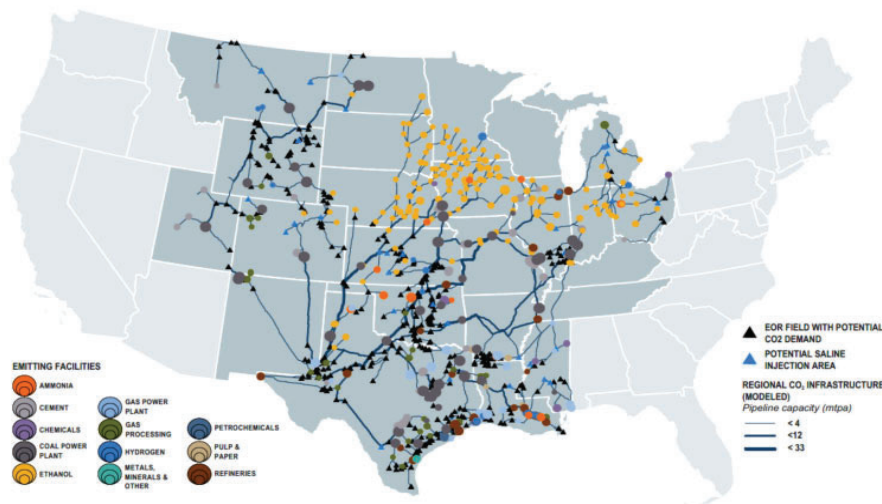 EOR FIELD WITH POTENTIAL
CO2 DEMAND
POTENTIAL SALINE
INJECTION AREA
REGIONAL CO₂ INFRASTRUCTURE
(MODELED)
Pipeline capacity (mtpa)
< 4
<12
< 33
EMITTING FACILITIES
AMMONIA
CEMENT
CHEMICALS
COAL POWER
PLANT
ETHANOL
GAS POWER
PLANT
GAS
PROCESSING
HYDROGEN
METALS,
MINERALS &
OTHER
PETROCHEMICALS
PULP &
PAPER
REFINERIES